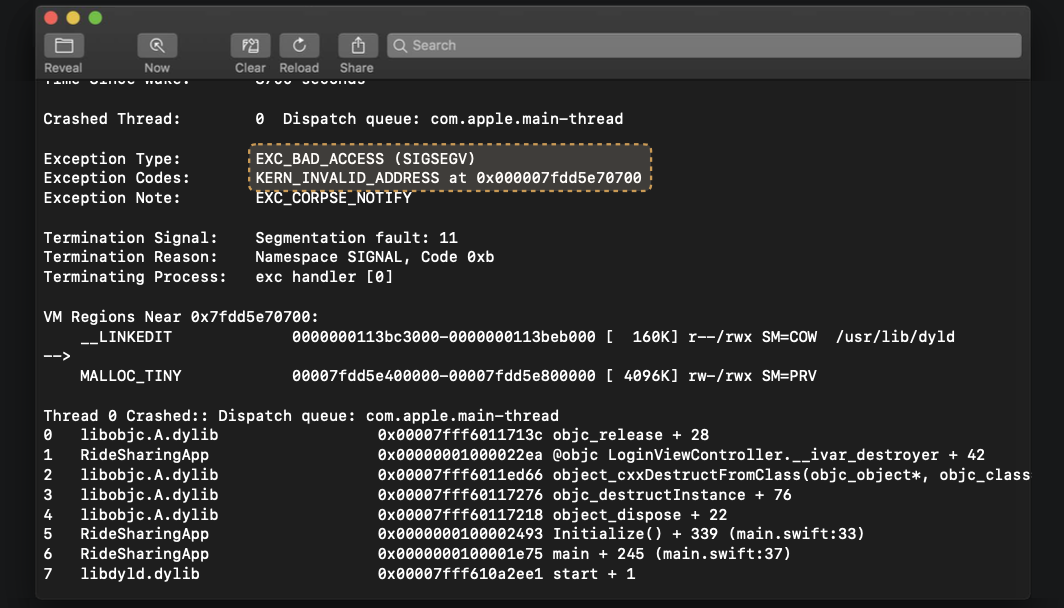 Reveal
Now
Clear
Reload
Share
Search
Time Since Wake: 8700 seconds
Crashed Thread: 0 Dispatch queue: com.apple.main-thread
Exception Type: EXC_BAD_ACCESS (SIGSEGV)
Exception Codes: KERN_INVALID_ADDRESS at 0x000007fdd5e70700
Exception Note: EXC_CORPSE_NOTIFY
Termination Signal: Segmentation fault: 11
Termination Reason: Namespace SIGNAL, Code 0xb
Terminating Process: exc handler [0]
VM Regions Near 0x7fdd5e70700:
__LINKEDIT 0000000113bc3000-0000000113beb000 [ 160K] r--/rwx SM=COW /usr/lib/dyld
-->
MALLOC_TINY 00007fdd5e400000-00007fdd5e800000 [ 4096K] rw-/rwx SM=PRV
Thread 0 Crashed:: Dispatch queue: com.apple.main-thread
0 libobjc.A.dylib 0x00007fff6011713c objc_release + 28
1 RideSharingApp 0x00000001000022ea @objc LoginViewController.__ivar_destroyer + 42
2 libobjc.A.dylib 0x00007fff6011ed66 object_cxxDestructFromClass(objc_object*, objc_class
3 libobjc.A.dylib 0x00007fff60117276 objc_destructInstance + 76
4 libobjc.A.dylib 0x00007fff60117218 object_dispose + 22
5 RideSharingApp 0x0000000100002493 Initialize() + 339 (main.swift:33)
6 RideSharingApp 0x0000000100001e75 main + 245 (main.swift:37)
7 libdyld.dylib 0x00007fff610a2ee1 start + 1